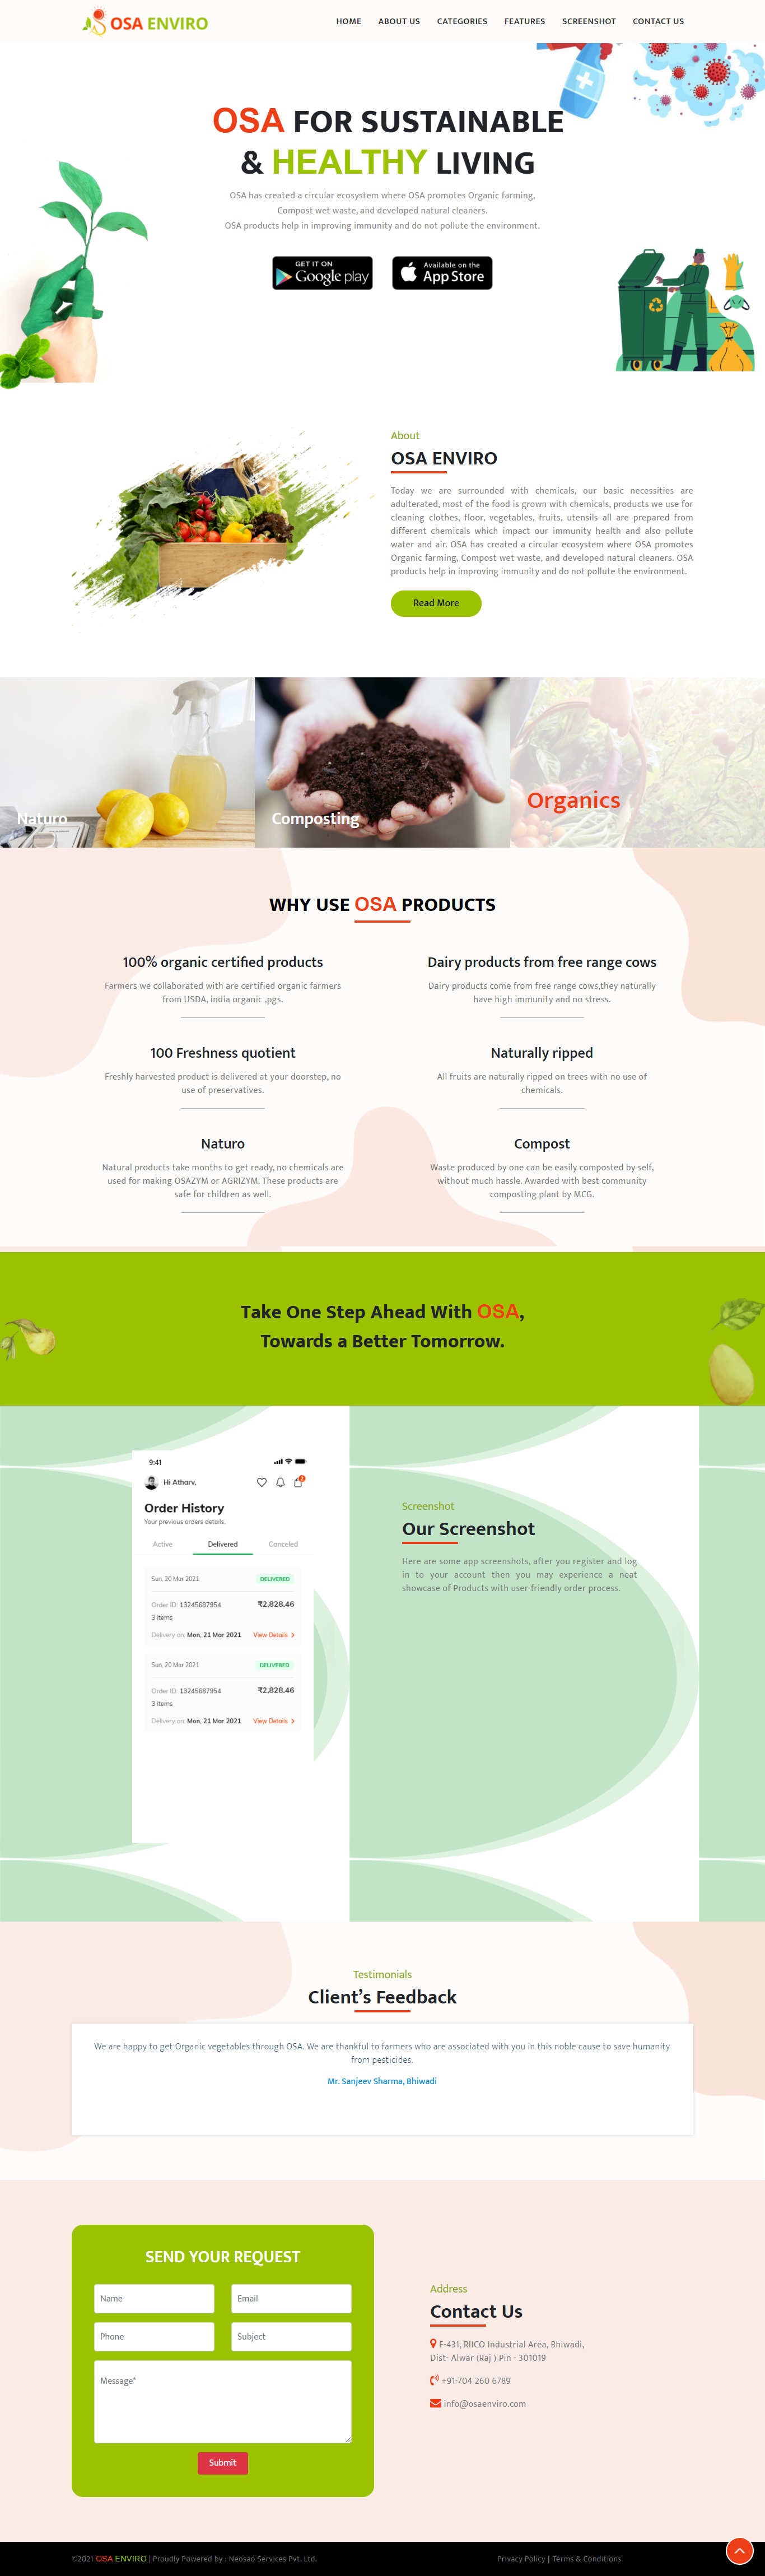 OSA ENVIRO
HOME ABOUT US CATEGORIES FEATURES SCREENSHOT CONTACT US
OSA FOR SUSTAINABLE
& HEALTHY LIVING
OSA has created a circular ecosystem where OSA promotes Organic farming,
Compost wet waste, and developed natural cleaners.
OSA products help in improving immunity and do not pollute the environment.
GET IT ON
Google play
Available on the
App Store
About
OSA ENVIRO
Today we are surrounded with chemicals, our basic necessities are
adulterated, most of the food is grown with chemicals, products we use for
cleaning clothes, floor, vegetables, fruits, utensils all are prepared from
different chemicals which impact our immunity health and also pollute
water and air. OSA has created a circular ecosystem where OSA promotes
Organic farming, Compost wet waste, and developed natural cleaners. OSA
products help in improving immunity and do not pollute the environment.
Read More
Naturo
Composting
Organics
WHY USE OSA PRODUCTS
100% organic certified products
Farmers we collaborated with are certified organic farmers
from USDA, india organic ,pgs.
Dairy products from free range cows
Dairy products come from free range cows,they naturally
have high immunity and no stress.
100 Freshness quotient
Freshly harvested product is delivered at your doorstep, no
use of preservatives.
Naturally ripped
All fruits are naturally ripped on trees with no use of
chemicals.
Naturo
Natural products take months to get ready, no chemicals are
used for making OSAZYM or AGRIZYM. These products are
safe for children as well.
Compost
Waste produced by one can be easily composted by self,
without much hassle. Awarded with best community
composting plant by MCG.
Take One Step Ahead With OSA,
Towards a Better Tomorrow.
9:41
Hi Atharv,
2
Order History
Your previous orders details.
Active Delivered Canceled
Sun, 20 Mar 2021 DELIVERED
Order ID: 13245687954 ₹2,828.46
3 Items
Delivery on: Mon, 21 Mar 2021 View Details
Sun, 20 Mar 2021 DELIVERED
Order ID: 13245687954 ₹2,828.46
3 Items
Delivery on: Mon, 21 Mar 2021 View Details
Screenshot
Our Screenshot
Here are some app screenshots, after you register and log
in to your account then you may experience a neat
showcase of Products with user-friendly order process.
Testimonials
Client's Feedback
We are happy to get Organic vegetables through OSA. We are thankful to farmers who are associated with you in this noble cause to save humanity
from pesticides.
Mr. Sanjeev Sharma, Bhiwadi
SEND YOUR REQUEST
Name Email
Phone Subject
Message*
Submit
Address
Contact Us
F-431, RIICO Industrial Area, Bhiwadi,
Dist- Alwar (Raj ) Pin - 301019
+91-704 260 6789
info@osaenviro.com
©2021 OSA ENVIRO | Proudly Powered by : Neosao Services Pvt. Ltd.
Privacy Policy | Terms & Conditions